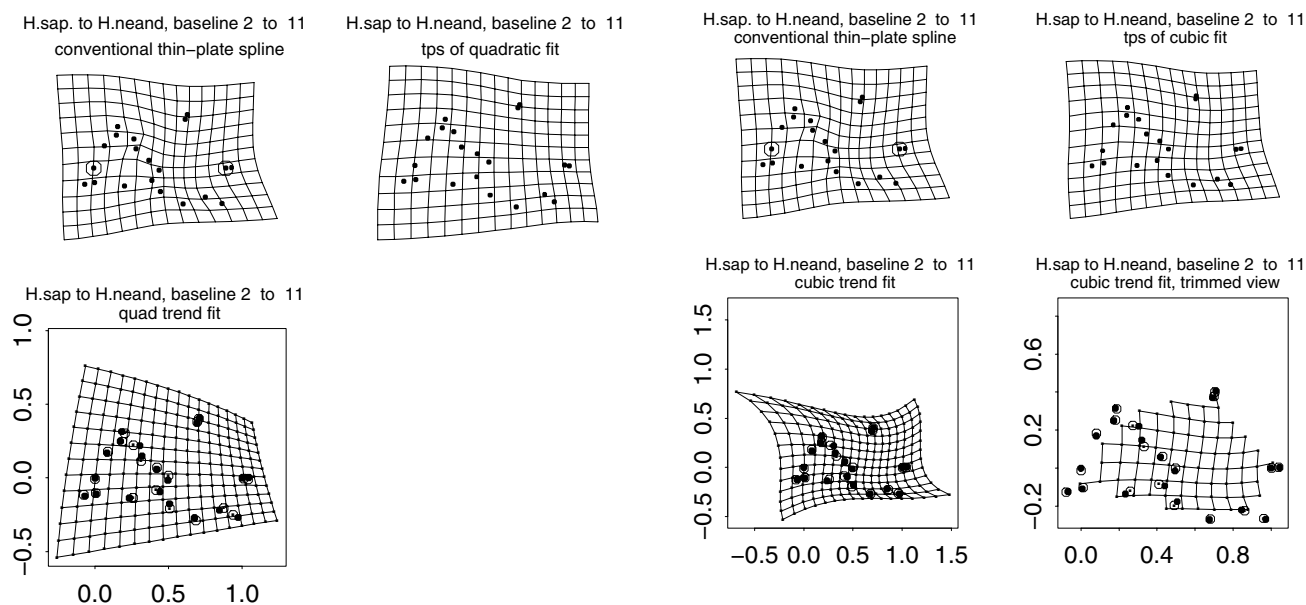 H.sap. to H.neand, baseline 2 to 11
conventional thin−plate spline
H.sap to H.neand, baseline 2 to 11
tps of quadratic fit
H.sap to H.neand, baseline 2 to 11
quad trend fit
1.0
0.5
0.0
−0.5
0.0 0.5 1.0
H.sap. to H.neand, baseline 2 to 11
conventional thin−plate spline
H.sap to H.neand, baseline 2 to 11
tps of cubic fit
H.sap to H.neand, baseline 2 to 11
cubic trend fit
1.5
1.0
0.5
0.0
−0.5
−0.5 0.0 0.5 1.0 1.5
H.sap to H.neand, baseline 2 to 11
cubic trend fit, trimmed view
0.6
0.2
−0.2
0.0 0.4 0.8